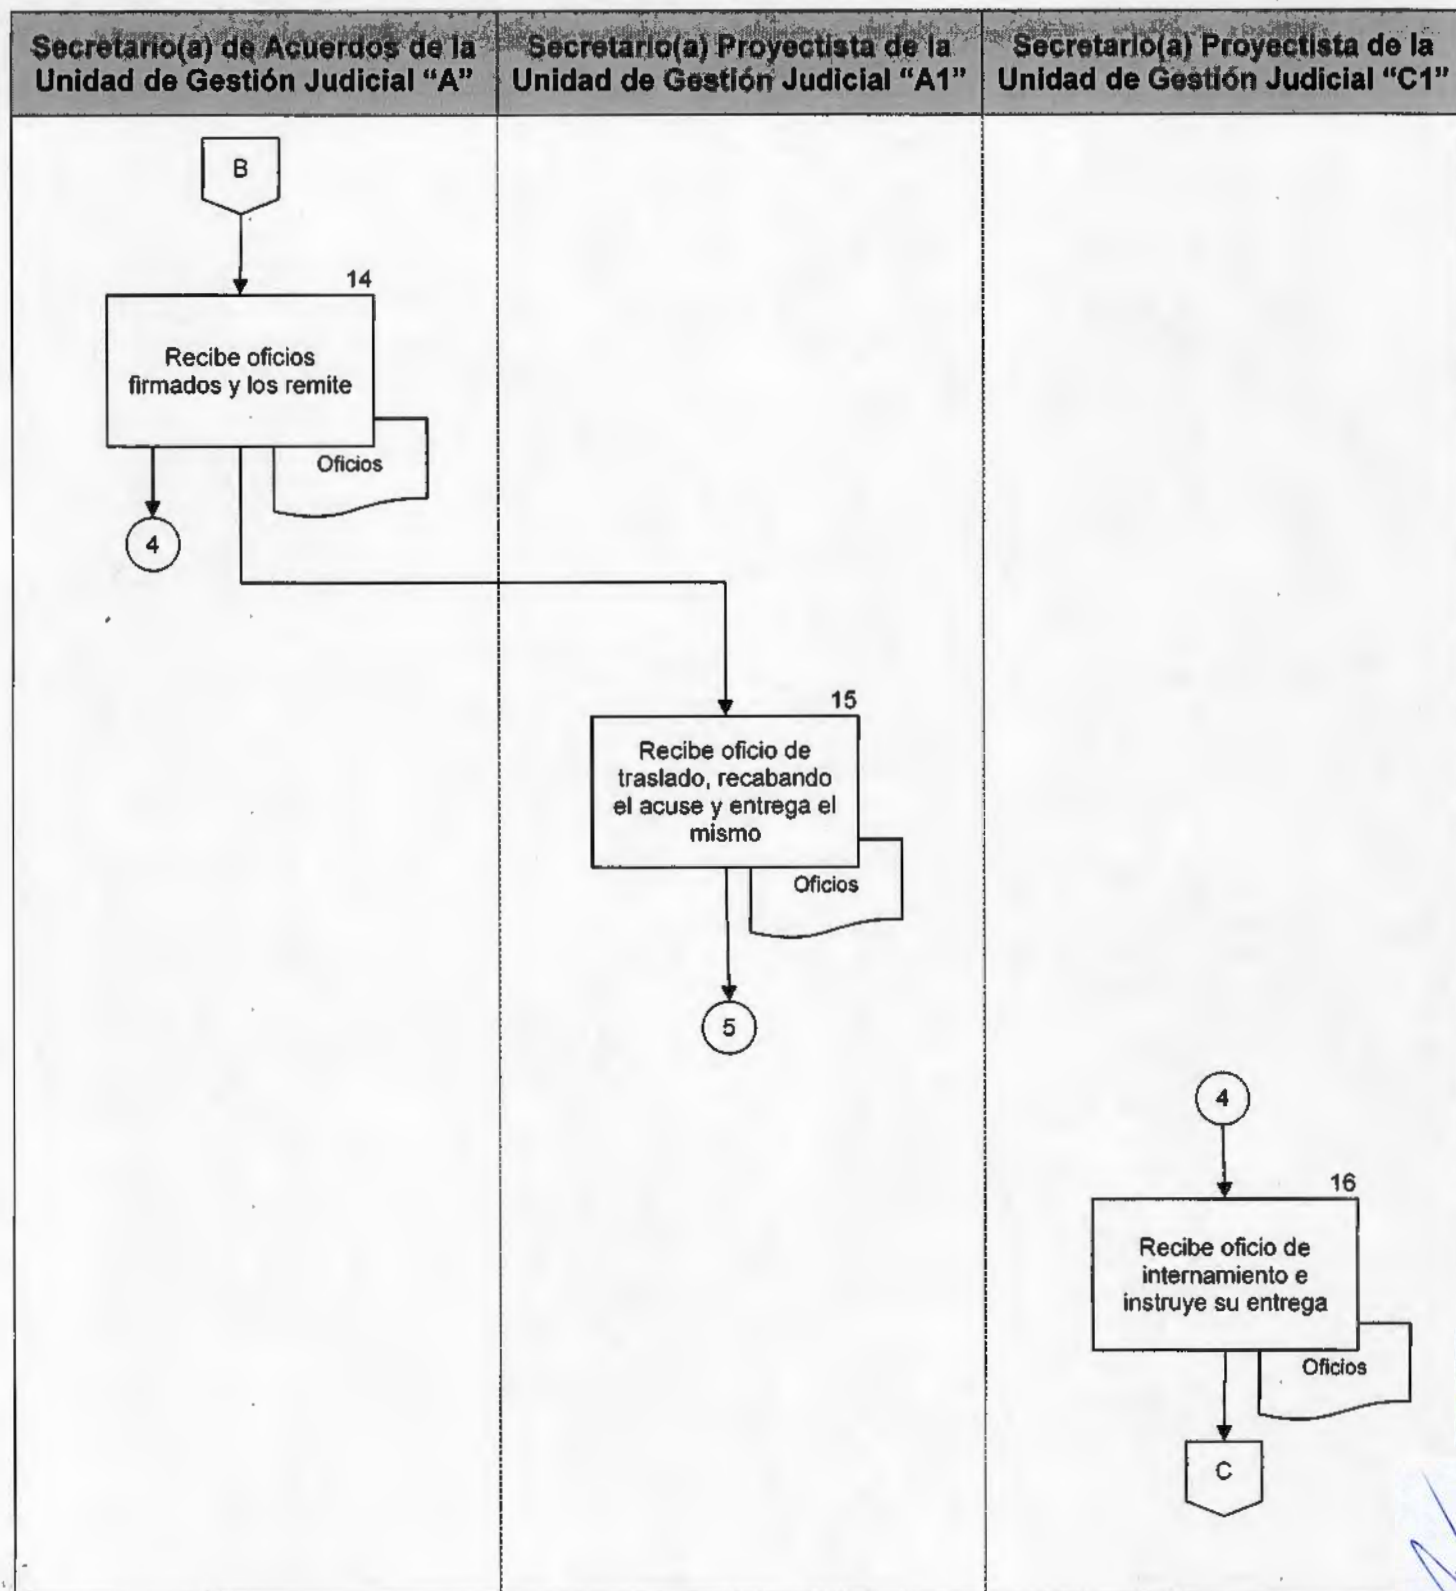 Secretario(a) de Acuerdos de la
Unidad de Gestión Judicial “A”
Secretario(a) Proyectista de la
Unidad de Gestión Judicial “A1”
Secretario(a) Proyectista de la
Unidad de Gestión Judicial “C1”
B
14
Recibe oficios
firmados y los remite
Oficios
4
15
Recibe oficio de
traslado, recabando
el acuse y entrega el
mismo
Oficios
5
4
16
Recibe oficio de
internamiento e
instruye su entrega
Oficios
C